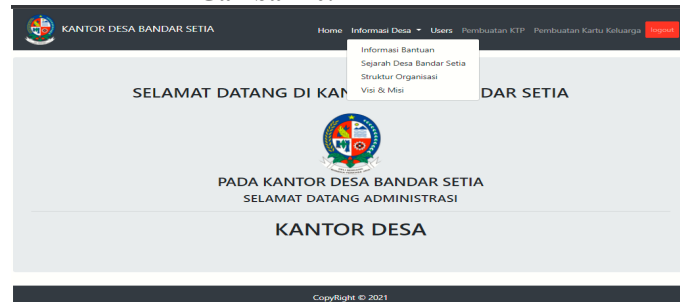 KANTOR DESA BANDAR SETIA
Home Informasi Desa Users Pembuatan KTP Pembuatan Kartu Keluarga logout
Informasi Bantuan
Sejarah Desa Bandar Setia
Struktur Organisasi
Visi & Misi
SELAMAT DATANG DI KAN DAR SETIA
PADA KANTOR DESA BANDAR SETIA
SELAMAT DATANG ADMINISTRASI
KANTOR DESA
CopyRight © 2021